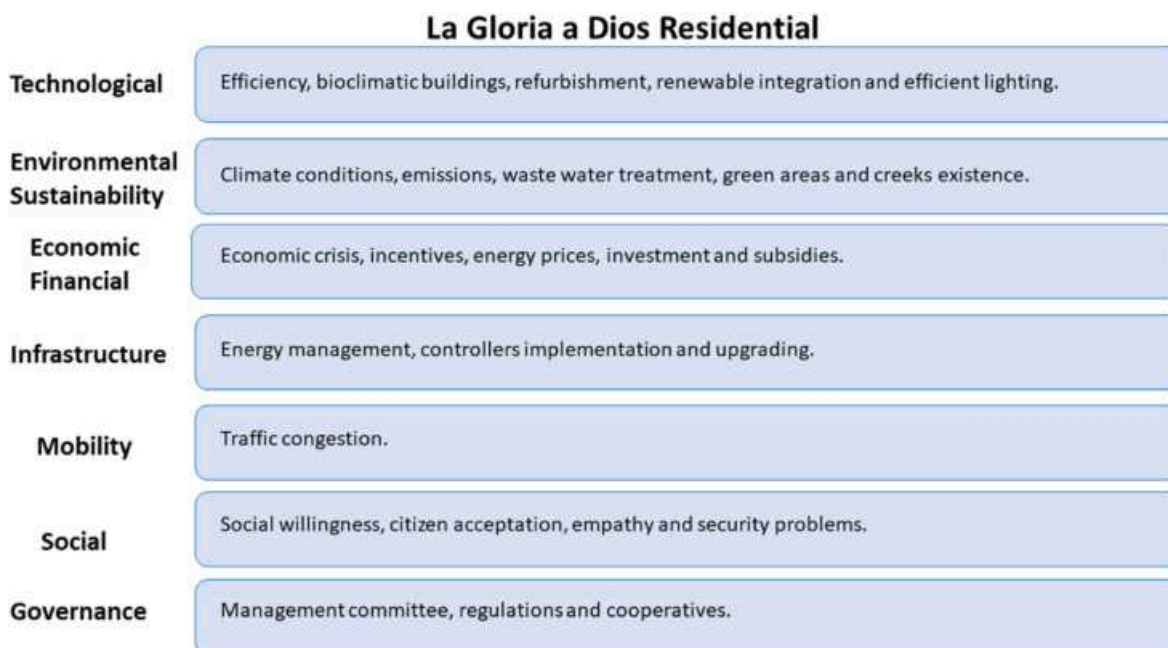 La Gloria a Dios Residential
Technological
Efficiency, bioclimatic buildings, refurbishment, renewable integration and efficient lighting.
Environmental
Sustainability
Climate conditions, emissions, waste water treatment, green areas and creeks existence.
Economic
Financial
Economic crisis, incentives, energy prices, investment and subsidies.
Infrastructure
Energy management, controllers implementation and upgrading.
Mobility
Traffic congestion.
Social
Social willingness, citizen acceptation, empathy and security problems.
Governance
Management committee, regulations and cooperatives.